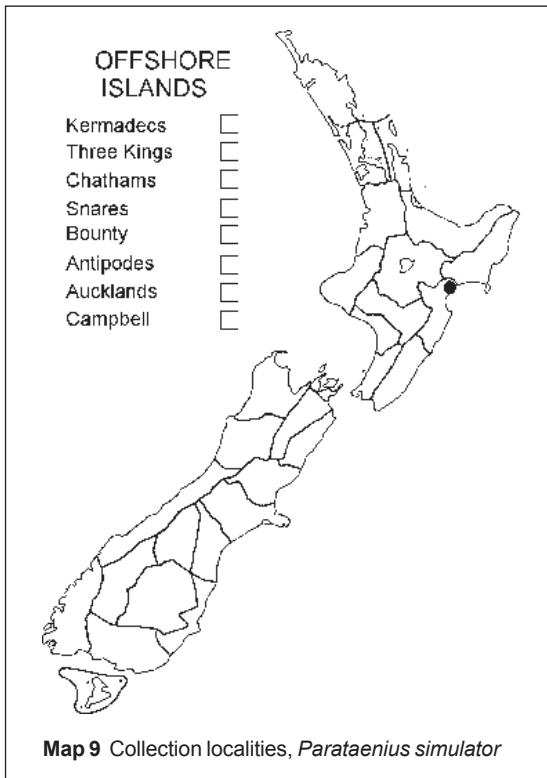 OFFSHORE
ISLANDS
Kermadecs
Three Kings
Chathams
Snares
Bounty
Antipodes
Aucklands
Campbell
Map 9 Collection localities, Parataenius simulator